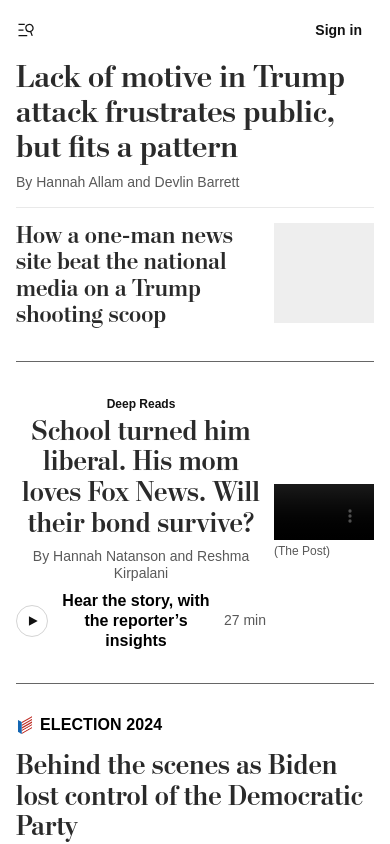 Sign in
Lack of motive in Trump
attack frustrates public,
but fits a pattern
By Hannah Allam and Devlin Barrett
How a one-man news
site beat the national
media on a Trump
shooting scoop
Deep Reads
School turned him
liberal. His mom
loves Fox News. Will
their bond survive?
(The Post)
By Hannah Natanson and Reshma
Kirpalani
Hear the story, with
the reporter’s
insights
27 min
ELECTION 2024
Behind the scenes as Biden
lost control of the Democratic
Party